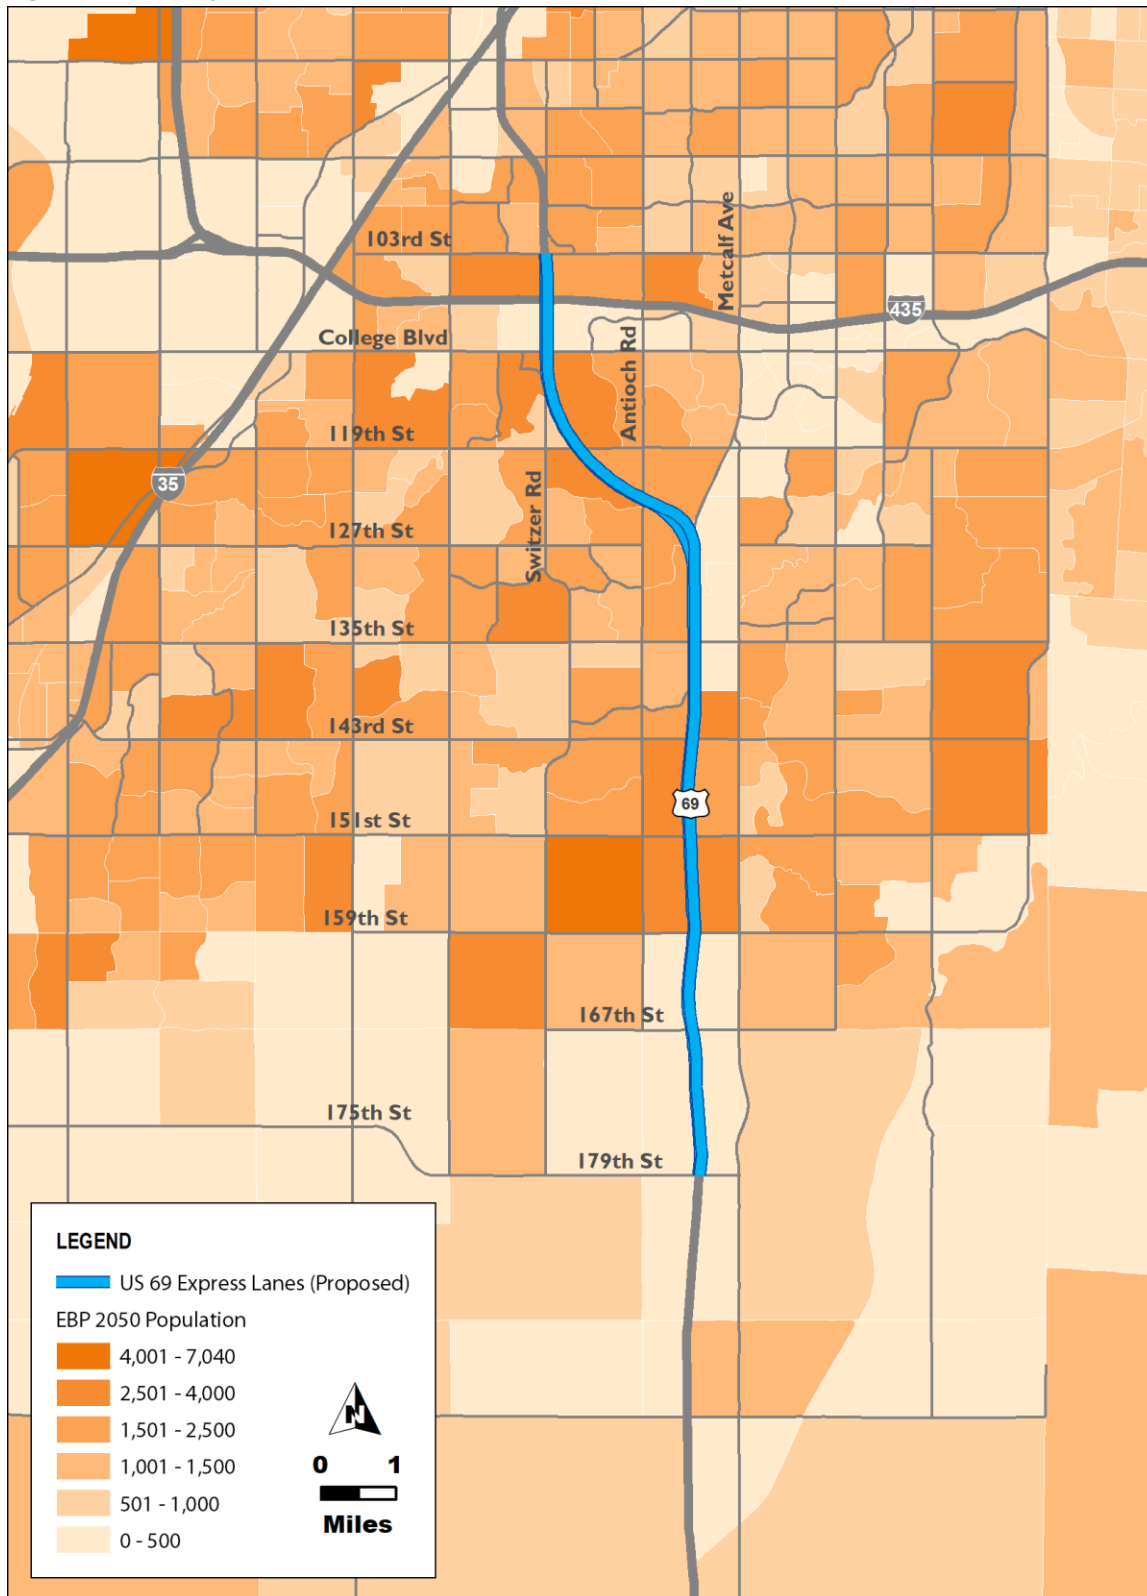 103rd St
Metcalf Ave
435
College Blvd
Antioch Rd
119th St
35
Switzer Rd
127th St
135th St
143rd St
69
151st St
159th St
167th St
175th St
179th St
LEGEND
US 69 Express Lanes (Proposed)
EBP 2050 Population
4,001 - 7,040
2,501 - 4,000
1,501 - 2,500
1,001 - 1,500
501 - 1,000
0 - 500
N
0 1
Miles